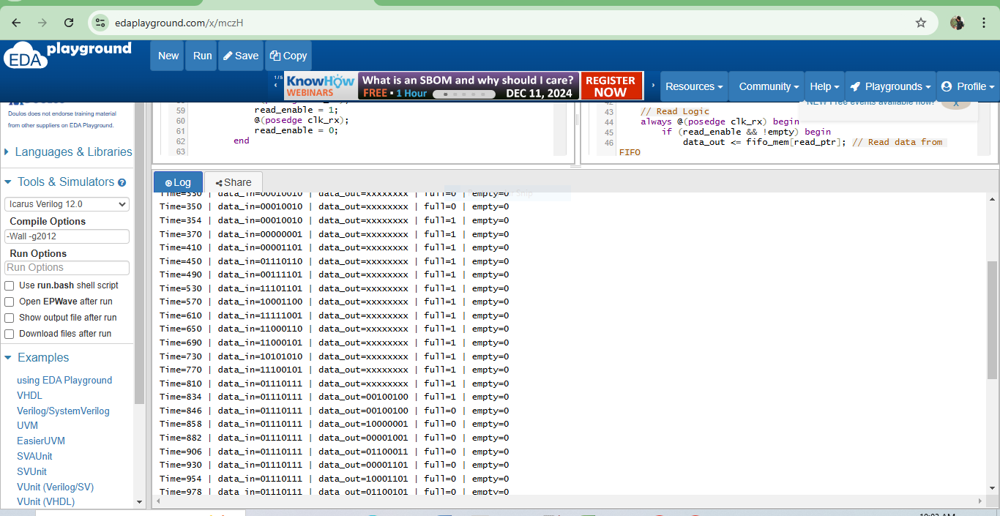 edaplayground.com/x/mczH
EDA playground
New Run Save Copy
1/5
KnowHow WEBINARS
What is an SBOM and why should I care?
FREE • 1 Hour
DEC 11, 2024
REGISTER NOW
Resources Community Help Playgrounds Profile
Doulos does not endorse training material
from other suppliers on EDA Playground.
Languages & Libraries
Tools & Simulators
Icarus Verilog 12.0
Compile Options
-Wall -g2012
Run Options
Run Options
Use run.bash shell script
Open EPWave after run
Show output file after run
Download files after run
Examples
using EDA Playground
VHDL
Verilog/SystemVerilog
UVM
EasierUVM
SVAUnit
SVUnit
VUnit (Verilog/SV)
VUnit (VHDL)
59 read_enable = 1;
60 @(posedge clk_rx);
61 read_enable = 0;
62 end
63
NEW Free events available now!
x
42
43 // Read Logic
44 always @(posedge clk_rx) begin
45 if (read_enable && !empty) begin
46 data_out <= fifo_mem[read_ptr]; // Read data from
FIFO
Log Share
Time=330 | data_in=00010010 | data_out=xxxxxxxx | full=0 | empty=0
Time=350 | data_in=00010010 | data_out=xxxxxxxx | full=0 | empty=0
Time=354 | data_in=00010010 | data_out=xxxxxxxx | full=1 | empty=0
Time=370 | data_in=00000001 | data_out=xxxxxxxx | full=1 | empty=0
Time=410 | data_in=00001101 | data_out=xxxxxxxx | full=1 | empty=0
Time=450 | data_in=01110110 | data_out=xxxxxxxx | full=1 | empty=0
Time=490 | data_in=00111101 | data_out=xxxxxxxx | full=1 | empty=0
Time=530 | data_in=11101101 | data_out=xxxxxxxx | full=1 | empty=0
Time=570 | data_in=10001100 | data_out=xxxxxxxx | full=1 | empty=0
Time=610 | data_in=11111001 | data_out=xxxxxxxx | full=1 | empty=0
Time=650 | data_in=11000110 | data_out=xxxxxxxx | full=1 | empty=0
Time=690 | data_in=11000101 | data_out=xxxxxxxx | full=1 | empty=0
Time=730 | data_in=10101010 | data_out=xxxxxxxx | full=1 | empty=0
Time=770 | data_in=11100101 | data_out=xxxxxxxx | full=1 | empty=0
Time=810 | data_in=01110111 | data_out=xxxxxxxx | full=1 | empty=0
Time=834 | data_in=01110111 | data_out=00100100 | full=1 | empty=0
Time=846 | data_in=01110111 | data_out=00100100 | full=0 | empty=0
Time=858 | data_in=01110111 | data_out=10000001 | full=0 | empty=0
Time=882 | data_in=01110111 | data_out=00001001 | full=0 | empty=0
Time=906 | data_in=01110111 | data_out=01100011 | full=0 | empty=0
Time=930 | data_in=01110111 | data_out=00001101 | full=0 | empty=0
Time=954 | data_in=01110111 | data_out=10001101 | full=0 | empty=0
Time=978 | data_in=01110111 | data_out=01100101 | full=0 | empty=0